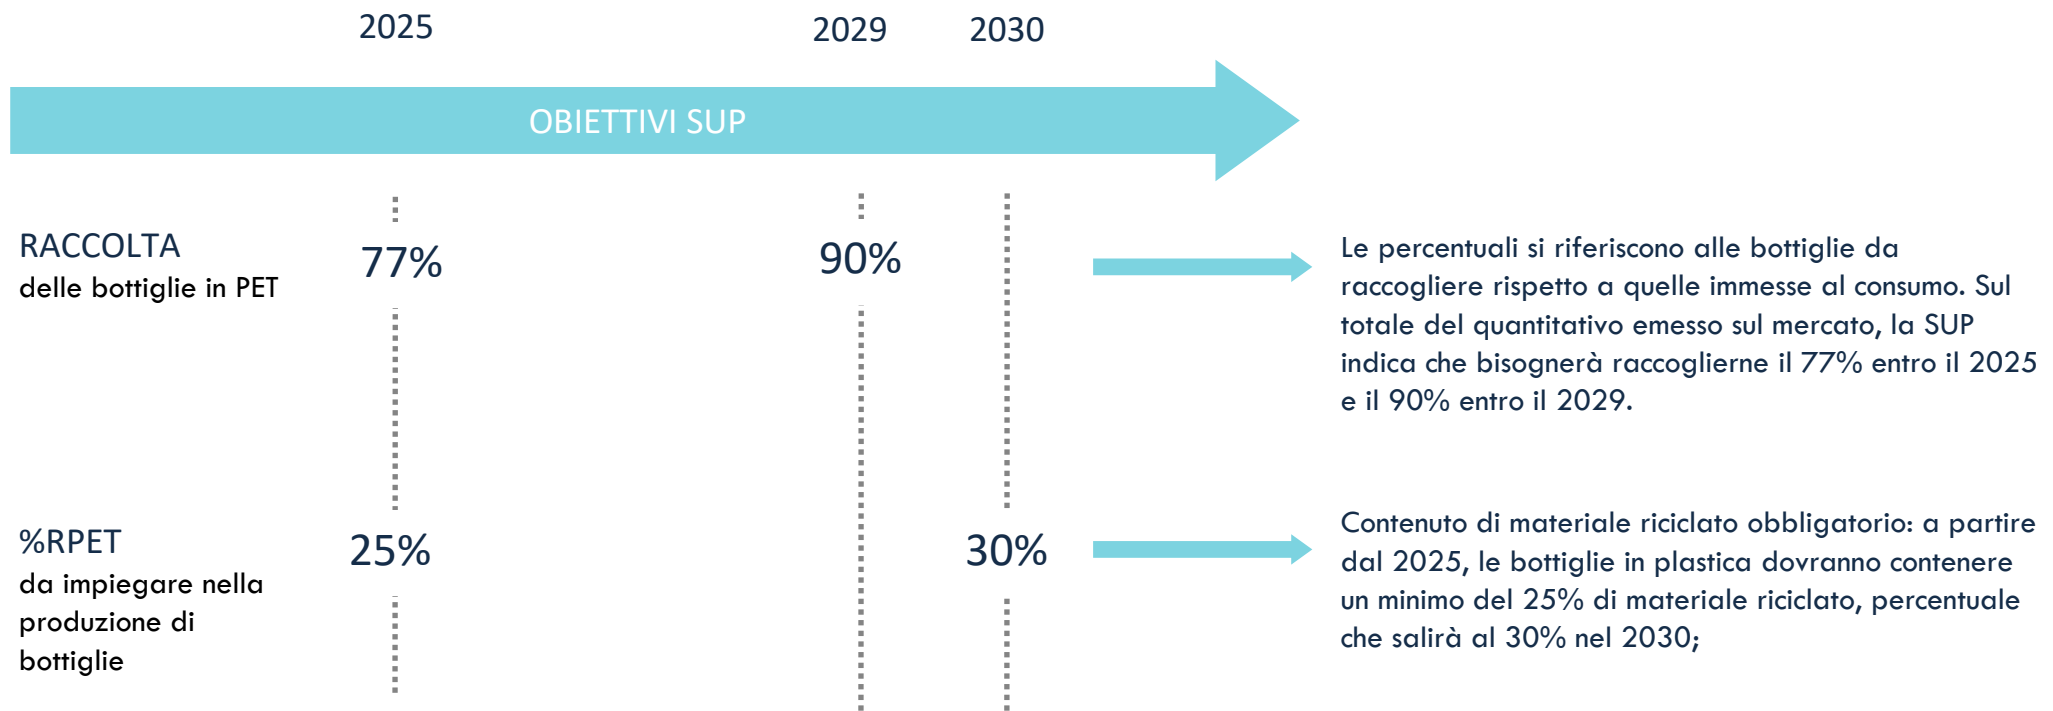 2025
2029
2030
OBIETTIVI SUP
RACCOLTA
delle bottiglie in PET
77%
90%
Le percentuali si riferiscono alle bottiglie da
raccogliere rispetto a quelle immesse al consumo. Sul
totale del quantitativo emesso sul mercato, la SUP
indica che bisognerà raccoglierne il 77% entro il 2025
e il 90% entro il 2029.
%RPET
da impiegare nella
produzione di
bottiglie
25%
30%
Contenuto di materiale riciclato obbligatorio: a partire
dal 2025, le bottiglie in plastica dovranno contenere
un minimo del 25% di materiale riciclato, percentuale
che salirà al 30% nel 2030;